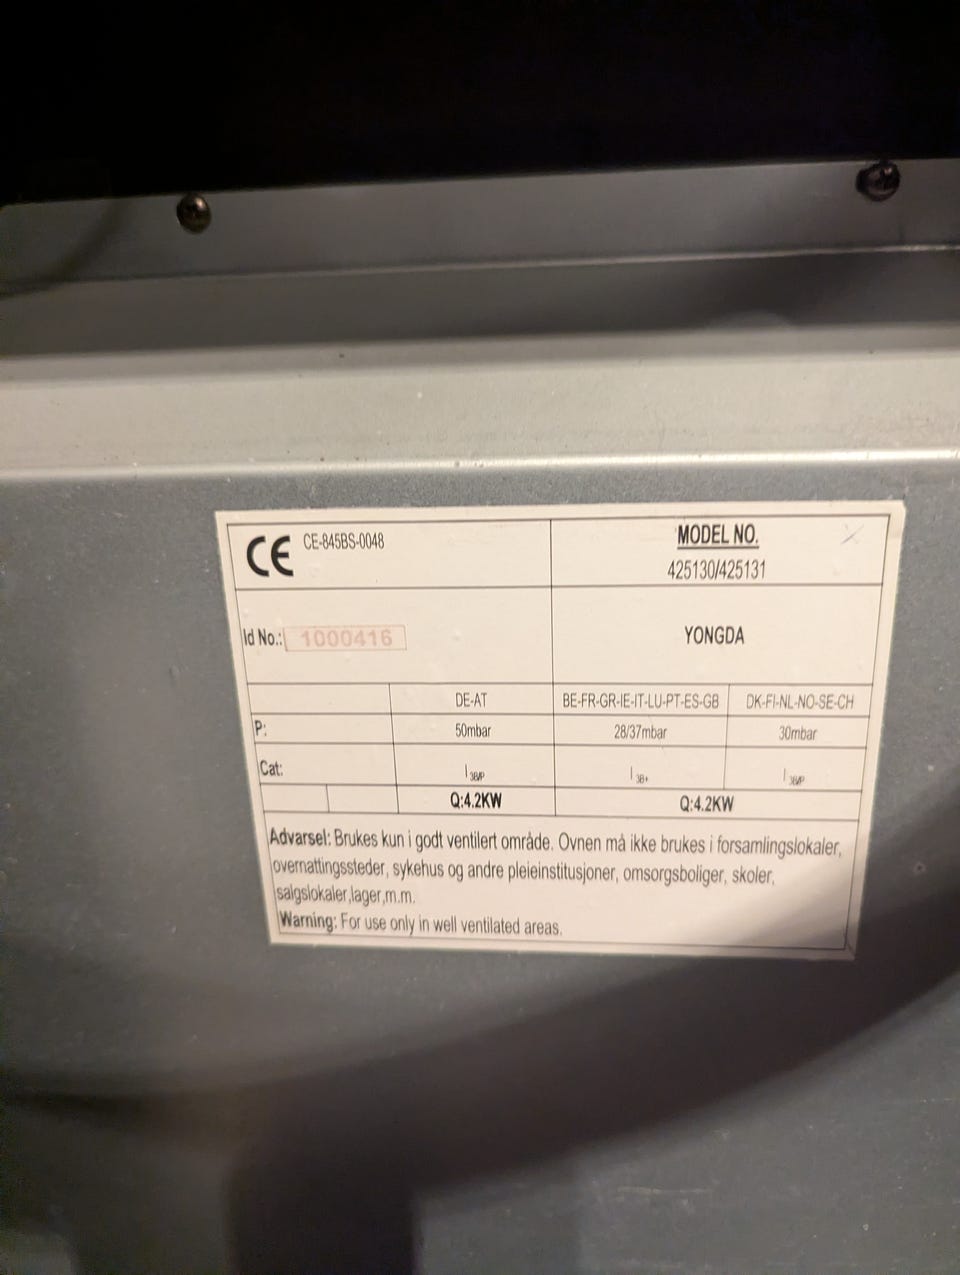 CE CE-845BS-0048
MODEL NO.
425130/425131
Id No.: 1000416
YONGDA
DE-AT BE-FR-GR-IE-IT-LU-PT-ES-GB DK-FI-NL-NO-SE-CH
P: 50mbar 28/37mbar 30mbar
Cat: I3B/P I3B+ I3B/P
Q:4.2KW Q:4.2KW
Advarsel: Brukes kun i godt ventilert område. Ovnen må ikke brukes i forsamlingslokaler,
overnattingssteder, sykehus og andre pleieinstitusjoner, omsorgsboliger, skoler,
salgslokaler,lager,m.m.
Warning: For use only in well ventilated areas.